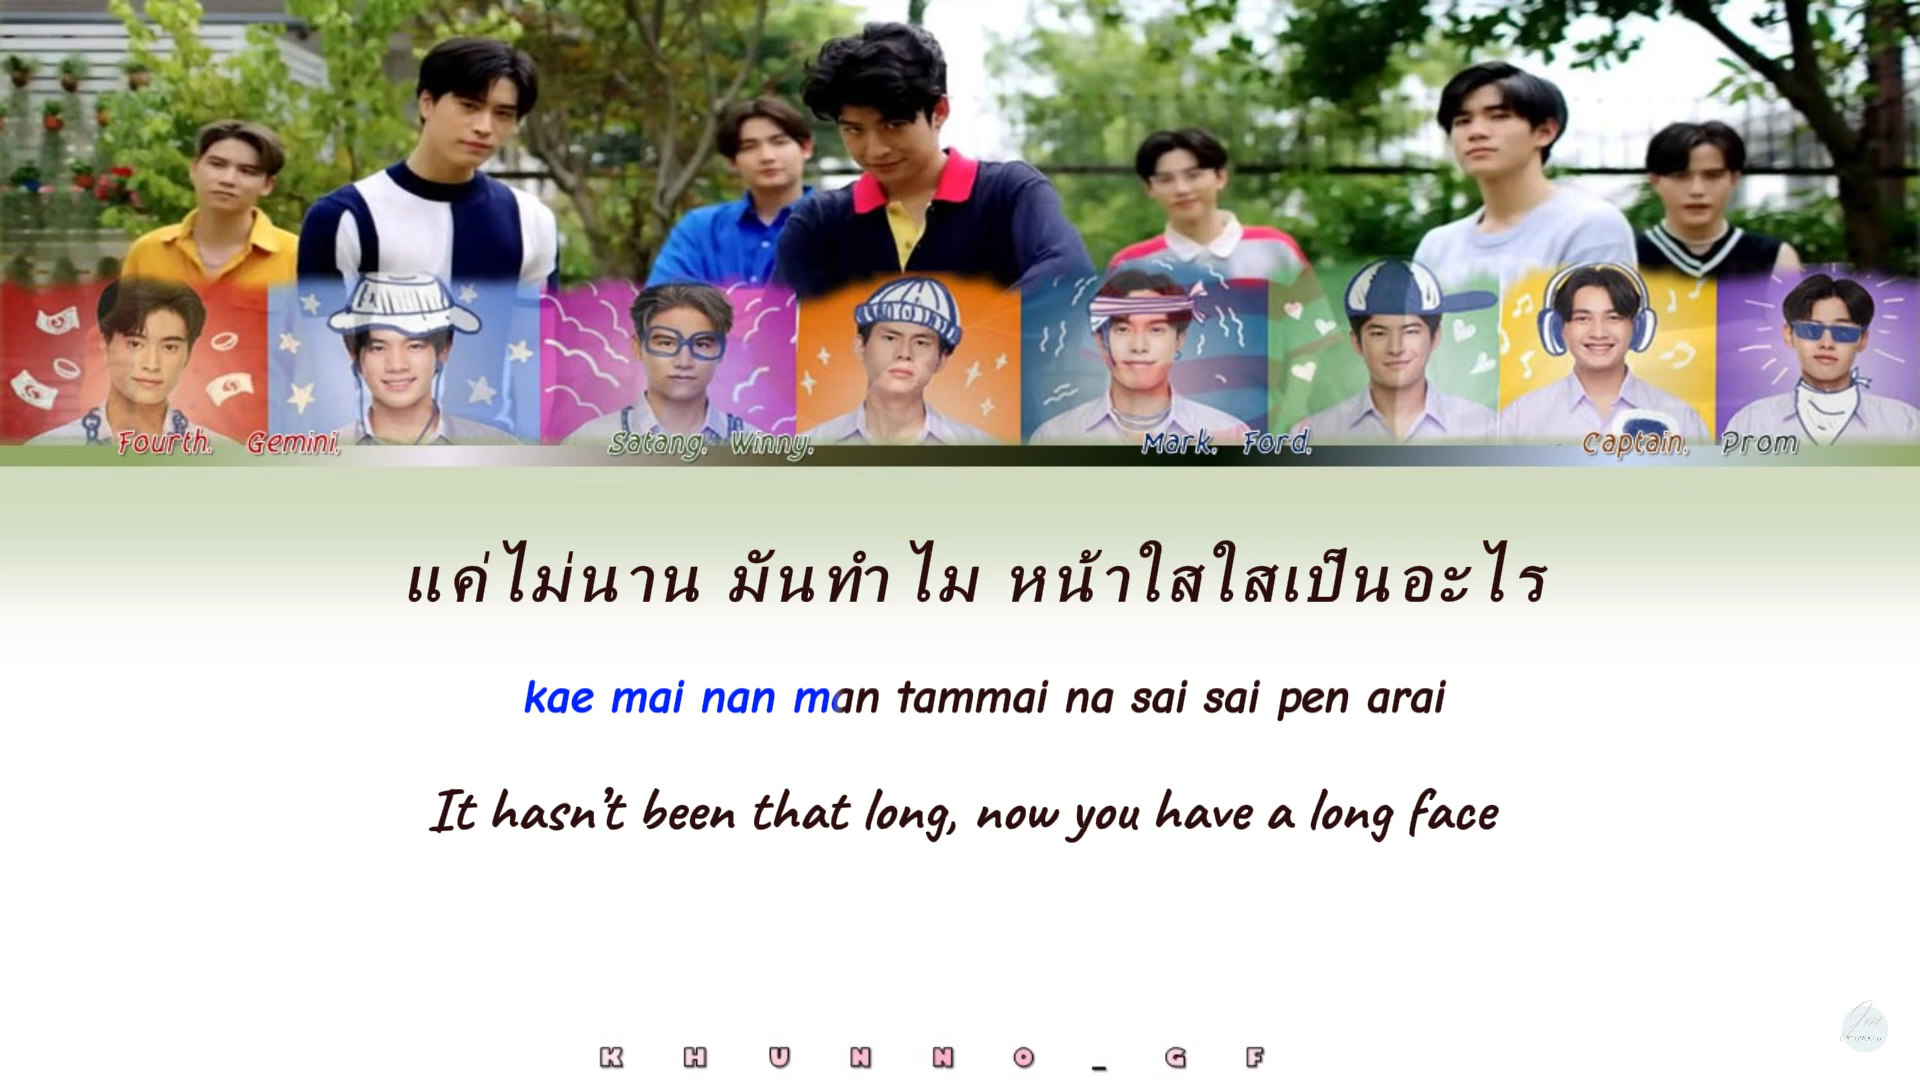 Fourth. Gemini. Satang. Winny. Mark. Ford. Captain. Prom
แค่ไม่นาน มันทำไม หน้าใสใสเป็นอะไร
kae mai nan man tammai na sai sai pen arai
It hasn't been that long, now you have a long face
KHUNNO_GF